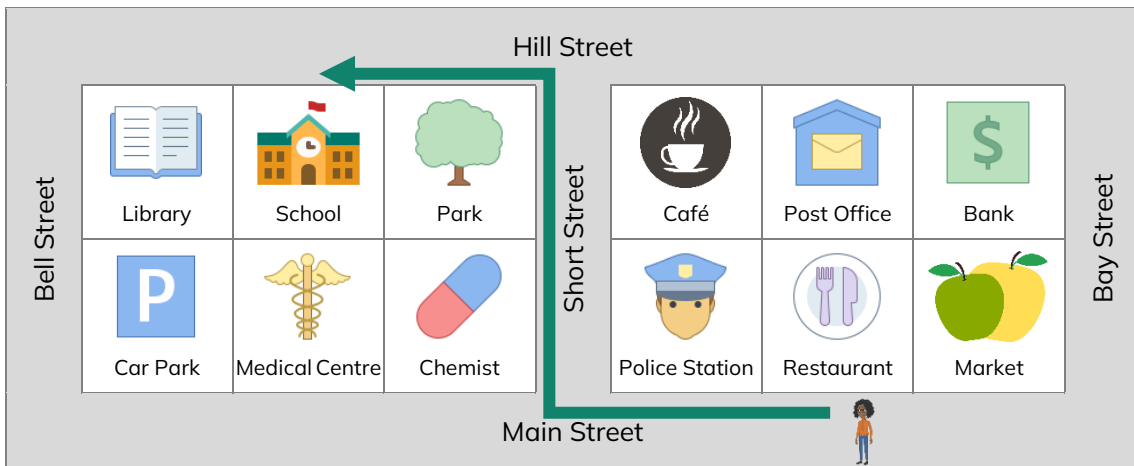 Hill Street
Library
School
Park
Café
Post Office
Bank
Bell Street
Short Street
Bay Street
P
$
Car Park
Medical Centre
Chemist
Police Station
Restaurant
Market
Main Street